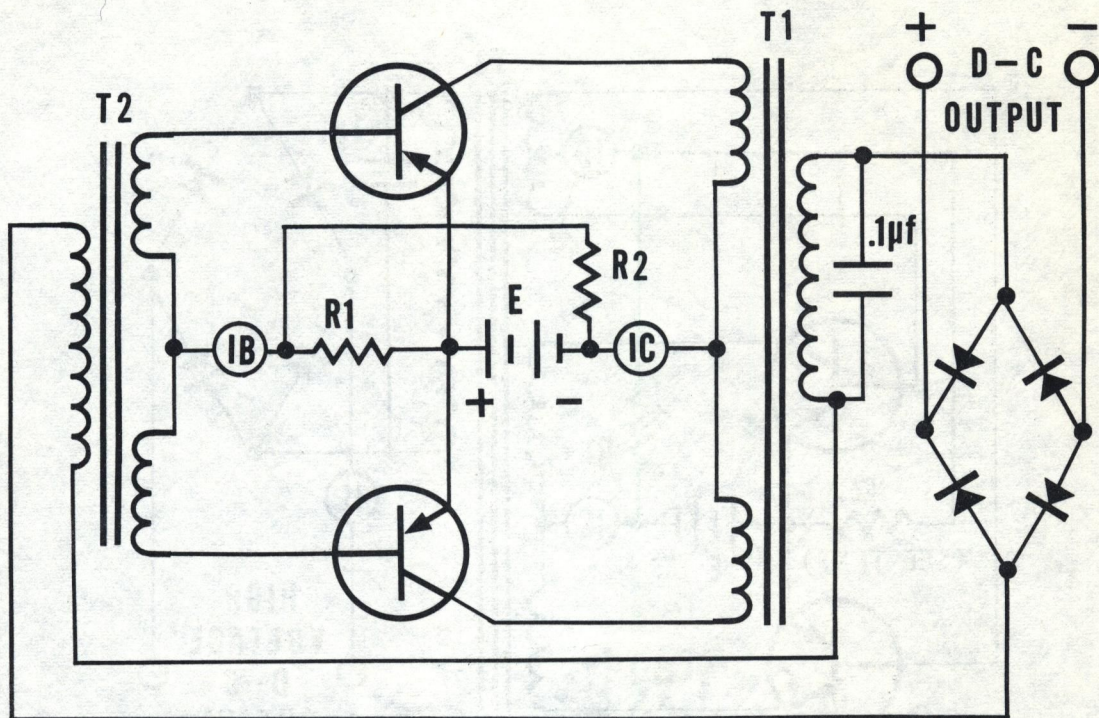 T1
+ −
D-C
OUTPUT
T2
.1µf
R2
R1
E
IB
IC
+ −